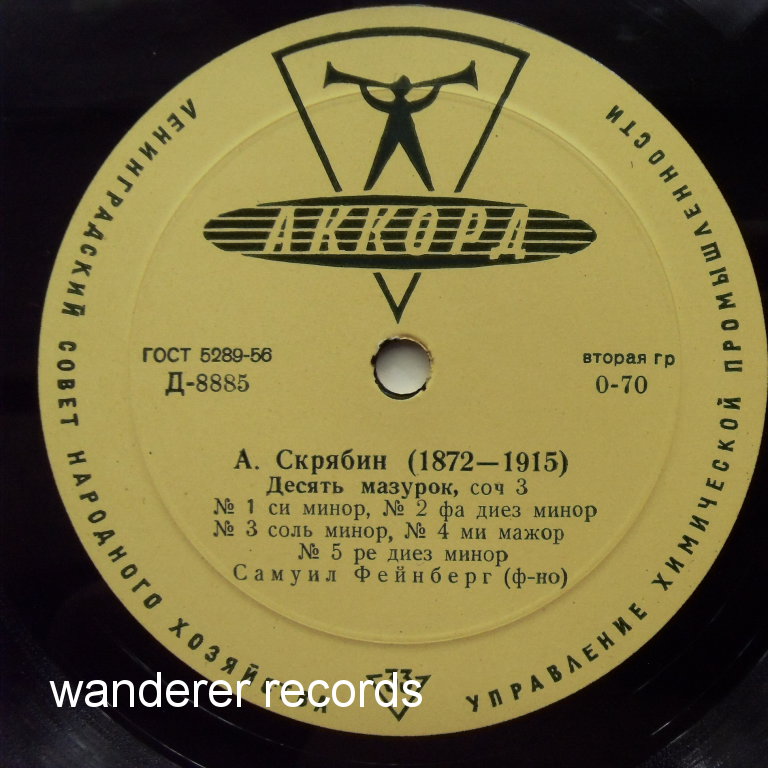 АККОРД
ЛЕНИНГРАДСКИЙ СОВЕТ НАРОДНОГО ХОЗЯЙСТВА
УПРАВЛЕНИЕ ХИМИЧЕСКОЙ ПРОМЫШЛЕННОСТИ
ГОСТ 5289-56
вторая гр
Д-8885
0-70
А. Скрябин (1872—1915)
Десять мазурок, соч 3
№ 1 си минор, № 2 фа диез минор
№ 3 соль минор, № 4 ми мажор
№ 5 ре диез минор
Самуил Фейнберг (ф-но)
wanderer records